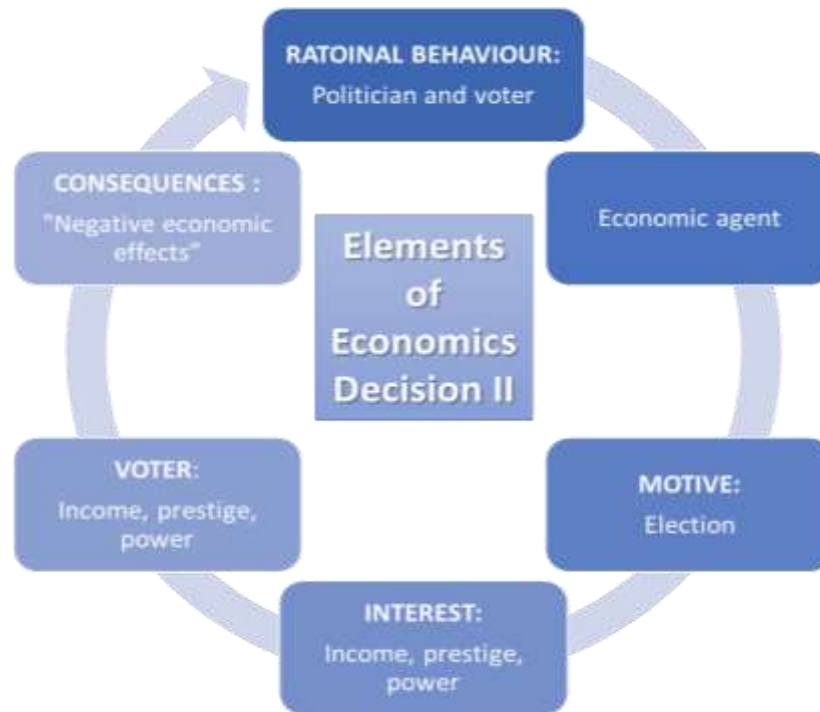 RATOINAL BEHAVIOUR:
Politician and voter
Economic agent
MOTIVE:
Election
INTEREST:
Income, prestige,
power
VOTER:
Income, prestige,
power
CONSEQUENCES :
"Negative economic
effects"
Elements
of
Economics
Decision II